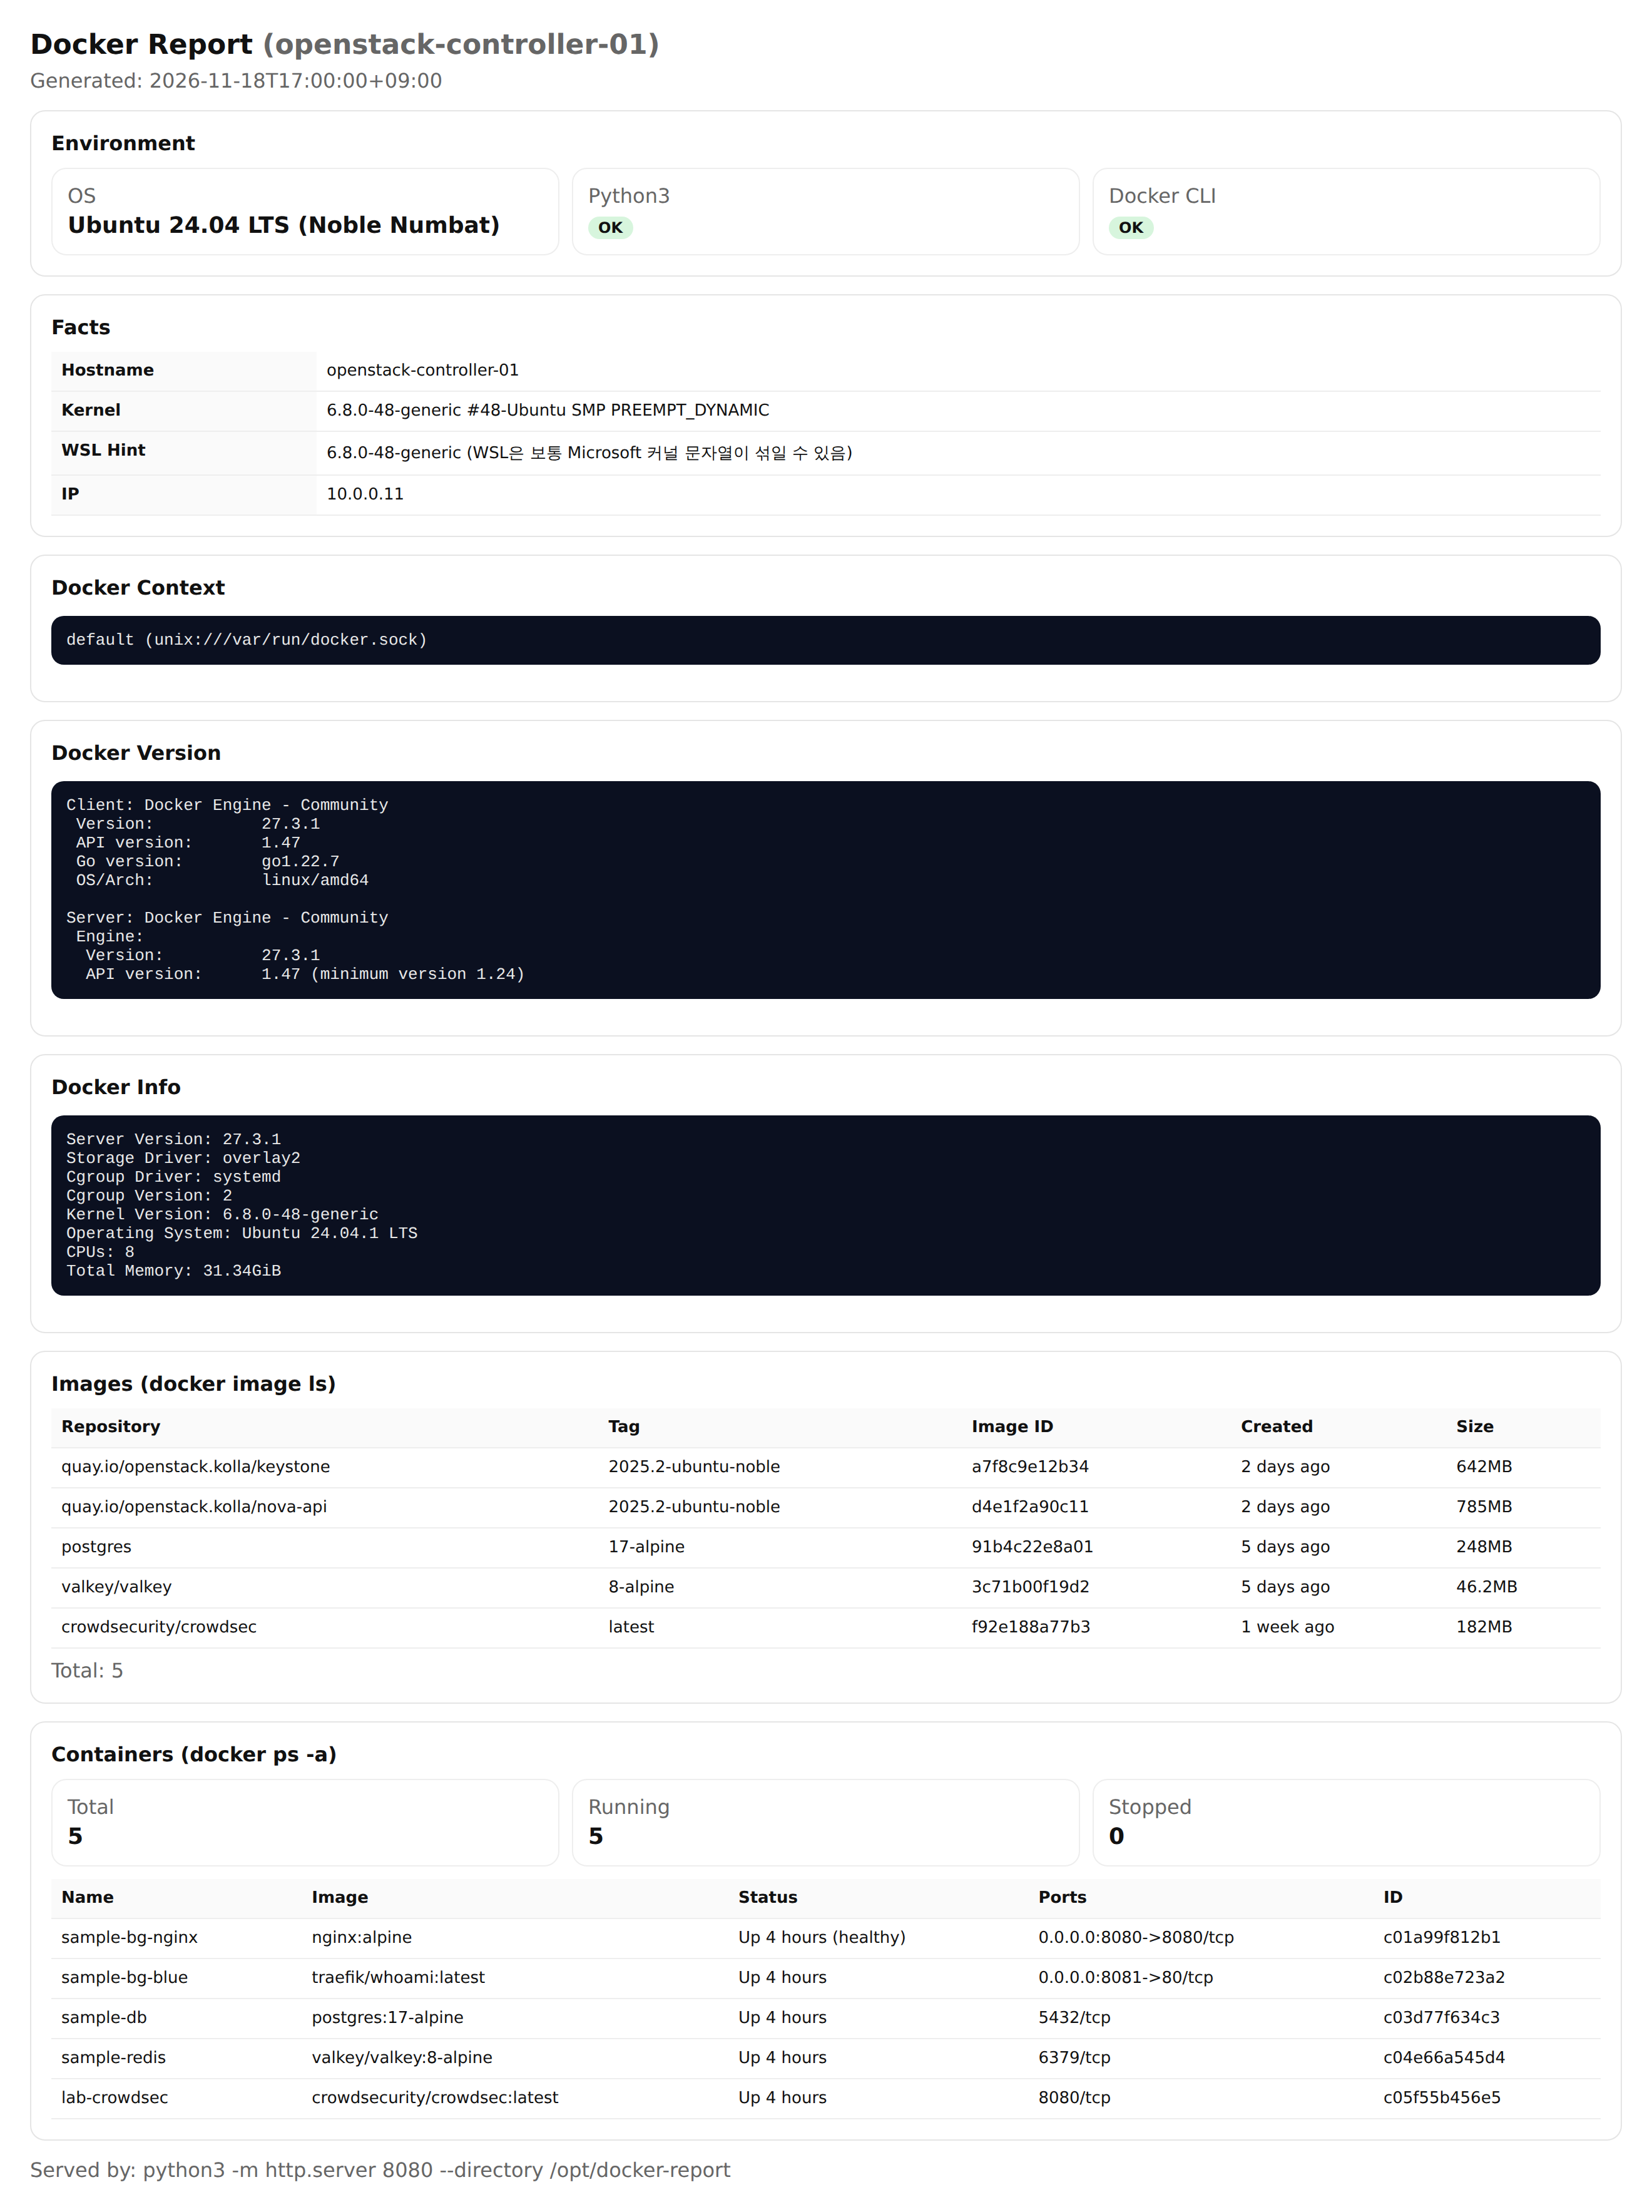 Docker Report (openstack-controller-01)
Generated: 2026-11-18T17:00:00+09:00
Environment
OS
Ubuntu 24.04 LTS (Noble Numbat)
Python3
OK
Docker CLI
OK
Facts
Hostname openstack-controller-01
Kernel 6.8.0-48-generic #48-Ubuntu SMP PREEMPT_DYNAMIC
WSL Hint 6.8.0-48-generic (WSL은 보통 Microsoft 커널 문자열이 섞일 수 있음)
IP 10.0.0.11
Docker Context
default (unix:///var/run/docker.sock)
Docker Version
Client: Docker Engine - Community
Version: 27.3.1
API version: 1.47
Go version: go1.22.7
OS/Arch: linux/amd64
Server: Docker Engine - Community
Engine:
Version: 27.3.1
API version: 1.47 (minimum version 1.24)
Docker Info
Server Version: 27.3.1
Storage Driver: overlay2
Cgroup Driver: systemd
Cgroup Version: 2
Kernel Version: 6.8.0-48-generic
Operating System: Ubuntu 24.04.1 LTS
CPUs: 8
Total Memory: 31.34GiB
Images (docker image ls)
Repository Tag Image ID Created Size
quay.io/openstack.kolla/keystone 2025.2-ubuntu-noble a7f8c9e12b34 2 days ago 642MB
quay.io/openstack.kolla/nova-api 2025.2-ubuntu-noble d4e1f2a90c11 2 days ago 785MB
postgres 17-alpine 91b4c22e8a01 5 days ago 248MB
valkey/valkey 8-alpine 3c71b00f19d2 5 days ago 46.2MB
crowdsecurity/crowdsec latest f92e188a77b3 1 week ago 182MB
Total: 5
Containers (docker ps -a)
Total
5
Running
5
Stopped
0
Name Image Status Ports ID
sample-bg-nginx nginx:alpine Up 4 hours (healthy) 0.0.0.0:8080->8080/tcp c01a99f812b1
sample-bg-blue traefik/whoami:latest Up 4 hours 0.0.0.0:8081->80/tcp c02b88e723a2
sample-db postgres:17-alpine Up 4 hours 5432/tcp c03d77f634c3
sample-redis valkey/valkey:8-alpine Up 4 hours 6379/tcp c04e66a545d4
lab-crowdsec crowdsecurity/crowdsec:latest Up 4 hours 8080/tcp c05f55b456e5
Served by: python3 -m http.server 8080 --directory /opt/docker-report